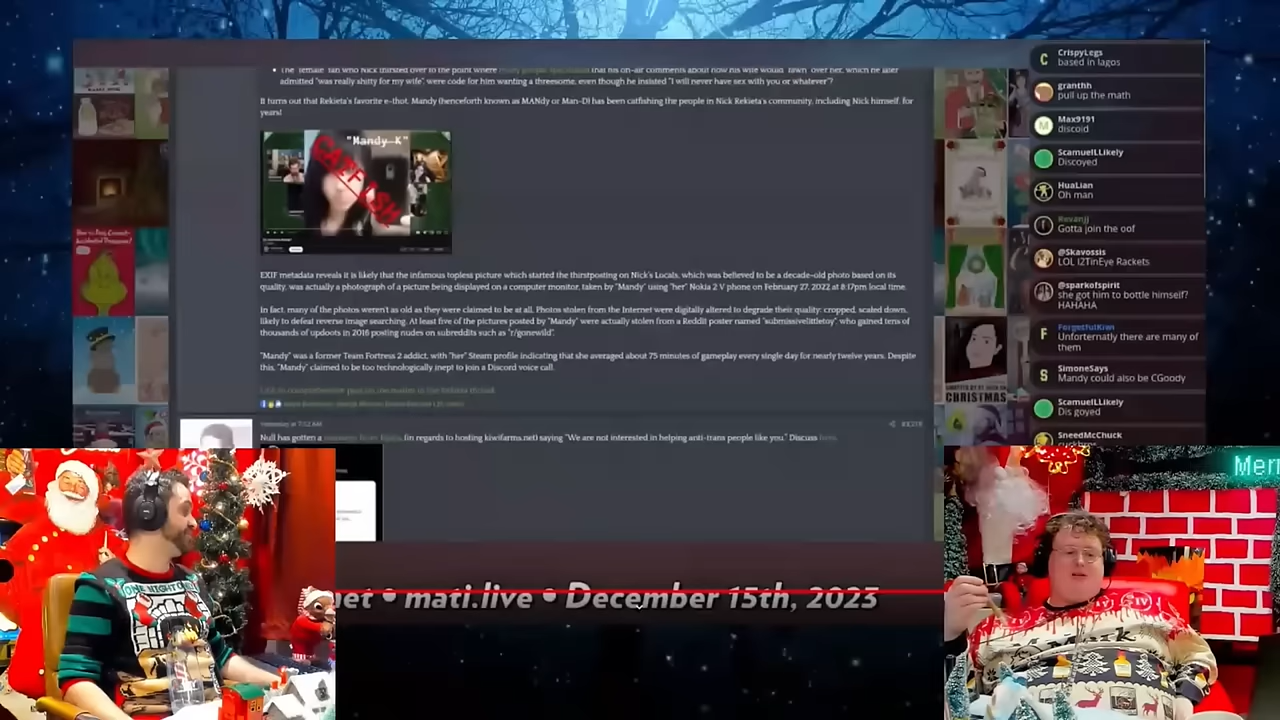 The "female" fan who Nick thirsted over to the point where that his on-air comments about how his wife would "fawn" over her, which he later
admitted "was really shitty for my wife" were code for him wanting a threesome, even though he insisted "I will never have sex with you or whatever"?
It turns out that Rekieta's favorite e-thot, Mandy (henceforth known as MANdy or Man-D) has been catfishing the people in Nick Rekieta's community, including Nick himself, for
years!
"Mandy K"
CATFISH
EXIF metadata reveals it is likely that the infamous topless picture which started the thirstposting on Nick's Locals, which was believed to be a decade-old photo based on its
quality, was actually a photograph of a picture being displayed on a computer monitor, taken by "Mandy" using "her" Nokia 2 V phone on February 27, 2022 at 8:17pm local time.
In fact, many of the photos weren't as old as they were claimed to be at all. Photos stolen from the Internet were digitally altered to degrade their quality: cropped, scaled down,
likely to defeat reverse image searching. At least five of the pictures posted by "Mandy" were actually stolen from a Reddit poster named "submissivelittletoy", who gained tens of
thousands of updoots in 2016 posting nudes on subreddits such as "r/gonewild".
"Mandy" was a former Team Fortress 2 addict, with "her" Steam profile indicating that she averaged about 75 minutes of gameplay every single day for nearly twelve years. Despite
this, "Mandy" claimed to be too technologically inept to join a Discord voice call.
Yesterday at 7:12 AM
Null has gotten a (in regards to hosting kiwifarms.net) saying "We are not interested in helping anti-trans people like you." Discuss here.
CHRISTMAS
C CrispyLegs
based in lagos
granthh
pull up the math
M Max9191
discoid
ScamuelLLikely
Discoyed
HuaLian
Oh man
Kevanjj
Gotta join the oof
@Skavossis
LOL I2TinEye Rackets
@sparkofspirit
she got him to bottle himself?
HAHAHA
F ForgesfutKiwi
Unforternatly there are many of
them
S SimoneSays
Mandy could also be CGoody
ScamuelLLikely
Dis goyed
SneedMcChuck
net • mati.live • December 15th, 2025
ONE NIGHT
Mer